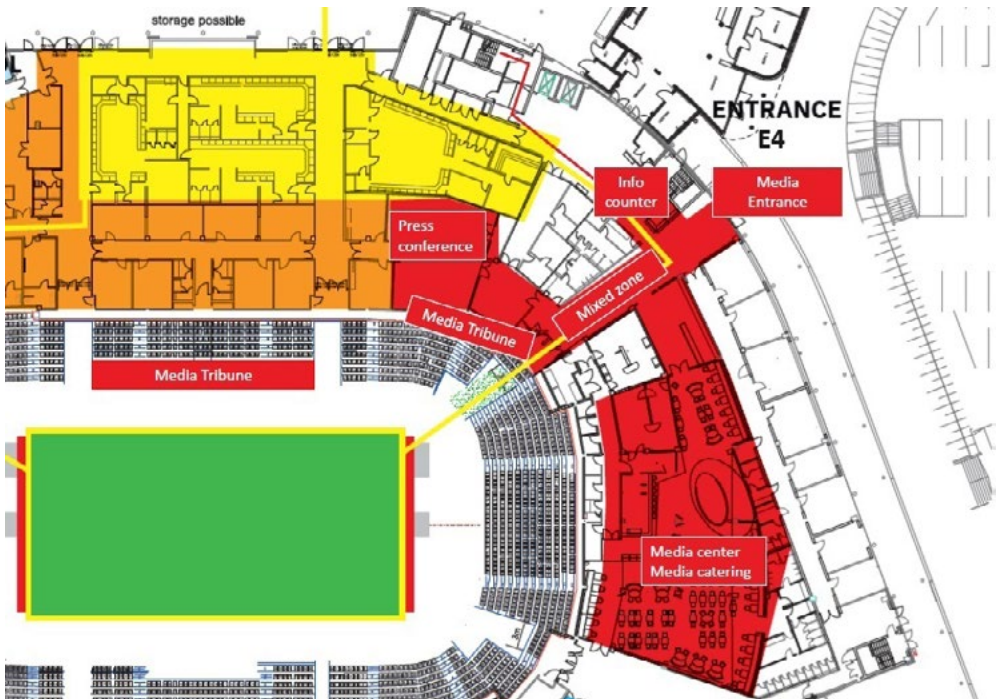 storage possible
ENTRANCE
E4
Info
counter
Media
Entrance
Press
conference
Mixed zone
Media Tribune
Media Tribune
Media center
Media catering